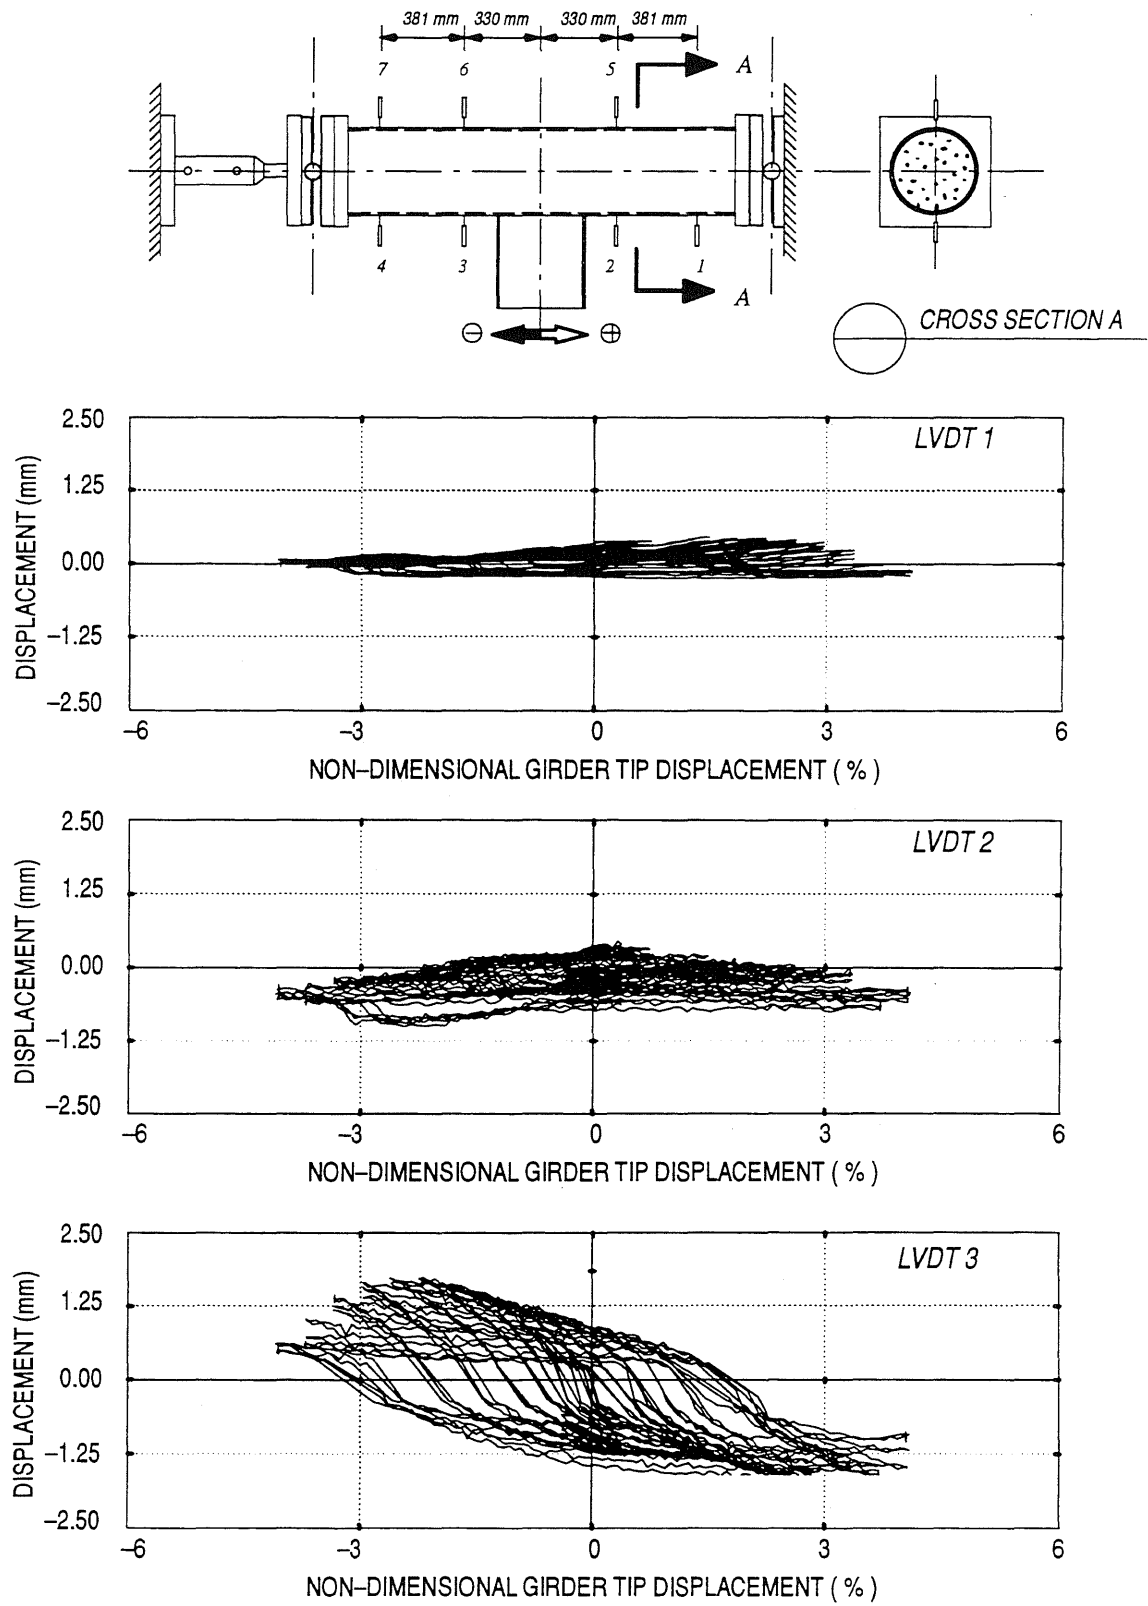 381 mm 330 mm 330 mm 381 mm
7 6 5 A
4 3 2 1
A
− +
CROSS SECTION A
LVDT 1
DISPLACEMENT (mm)
2.50
1.25
0.00
−1.25
−2.50
−6 −3 0 3 6
NON–DIMENSIONAL GIRDER TIP DISPLACEMENT ( % )
LVDT 2
DISPLACEMENT (mm)
2.50
1.25
0.00
−1.25
−2.50
−6 −3 0 3 6
NON–DIMENSIONAL GIRDER TIP DISPLACEMENT ( % )
LVDT 3
DISPLACEMENT (mm)
2.50
1.25
0.00
−1.25
−2.50
−6 −3 0 3 6
NON–DIMENSIONAL GIRDER TIP DISPLACEMENT ( % )